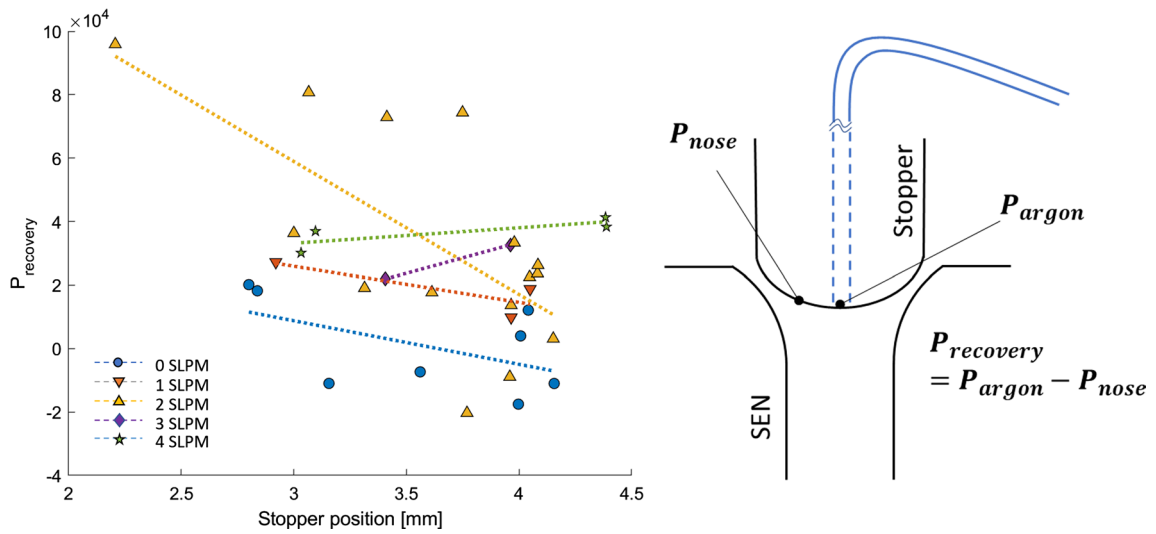 ×10⁴
10
8
6
4
2
0
-2
-4
P_recovery
0 SLPM
1 SLPM
2 SLPM
3 SLPM
4 SLPM
2
2.5
3
3.5
4
4.5
Stopper position [mm]
P_nose
Stopper
P_argon
SEN
P_recovery
= P_argon − P_nose